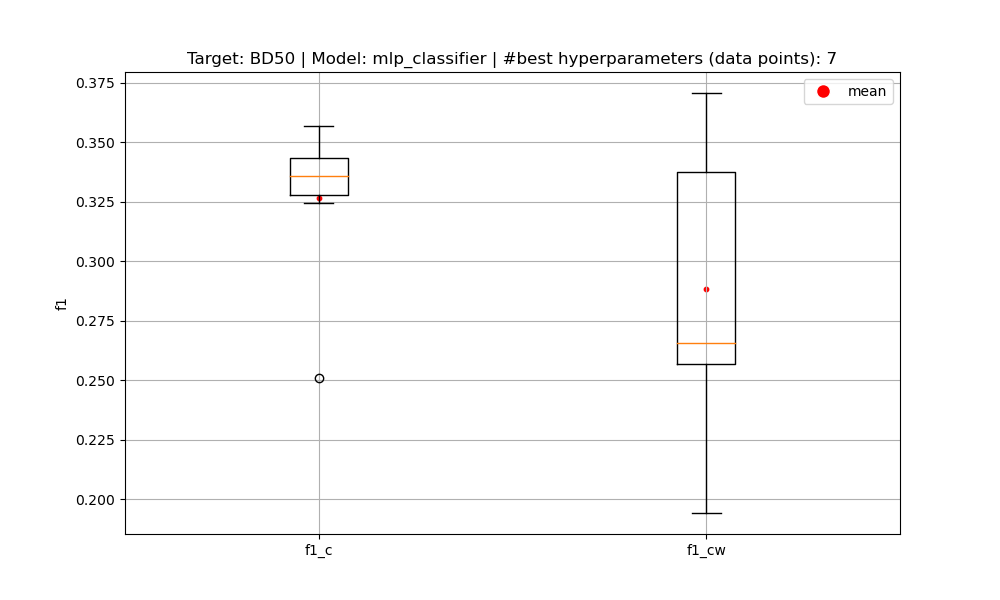 Target: BD50 | Model: mlp_classifier | #best hyperparameters (data points): 7
mean
f1
0.375
0.350
0.325
0.300
0.275
0.250
0.225
0.200
f1_c
f1_cw